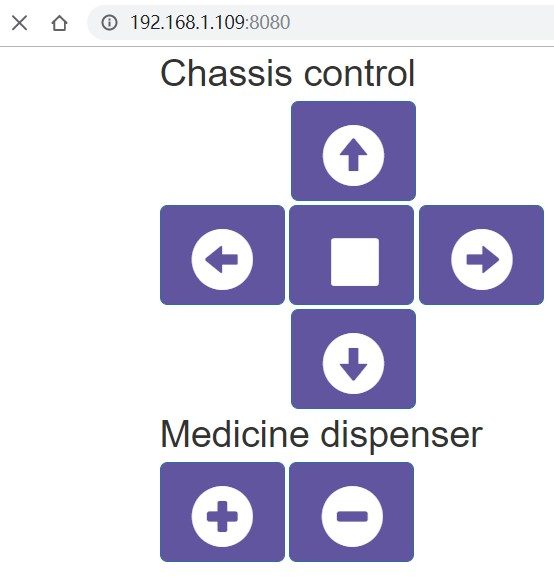 192.168.1.109:8080
Chassis control
Medicine dispenser